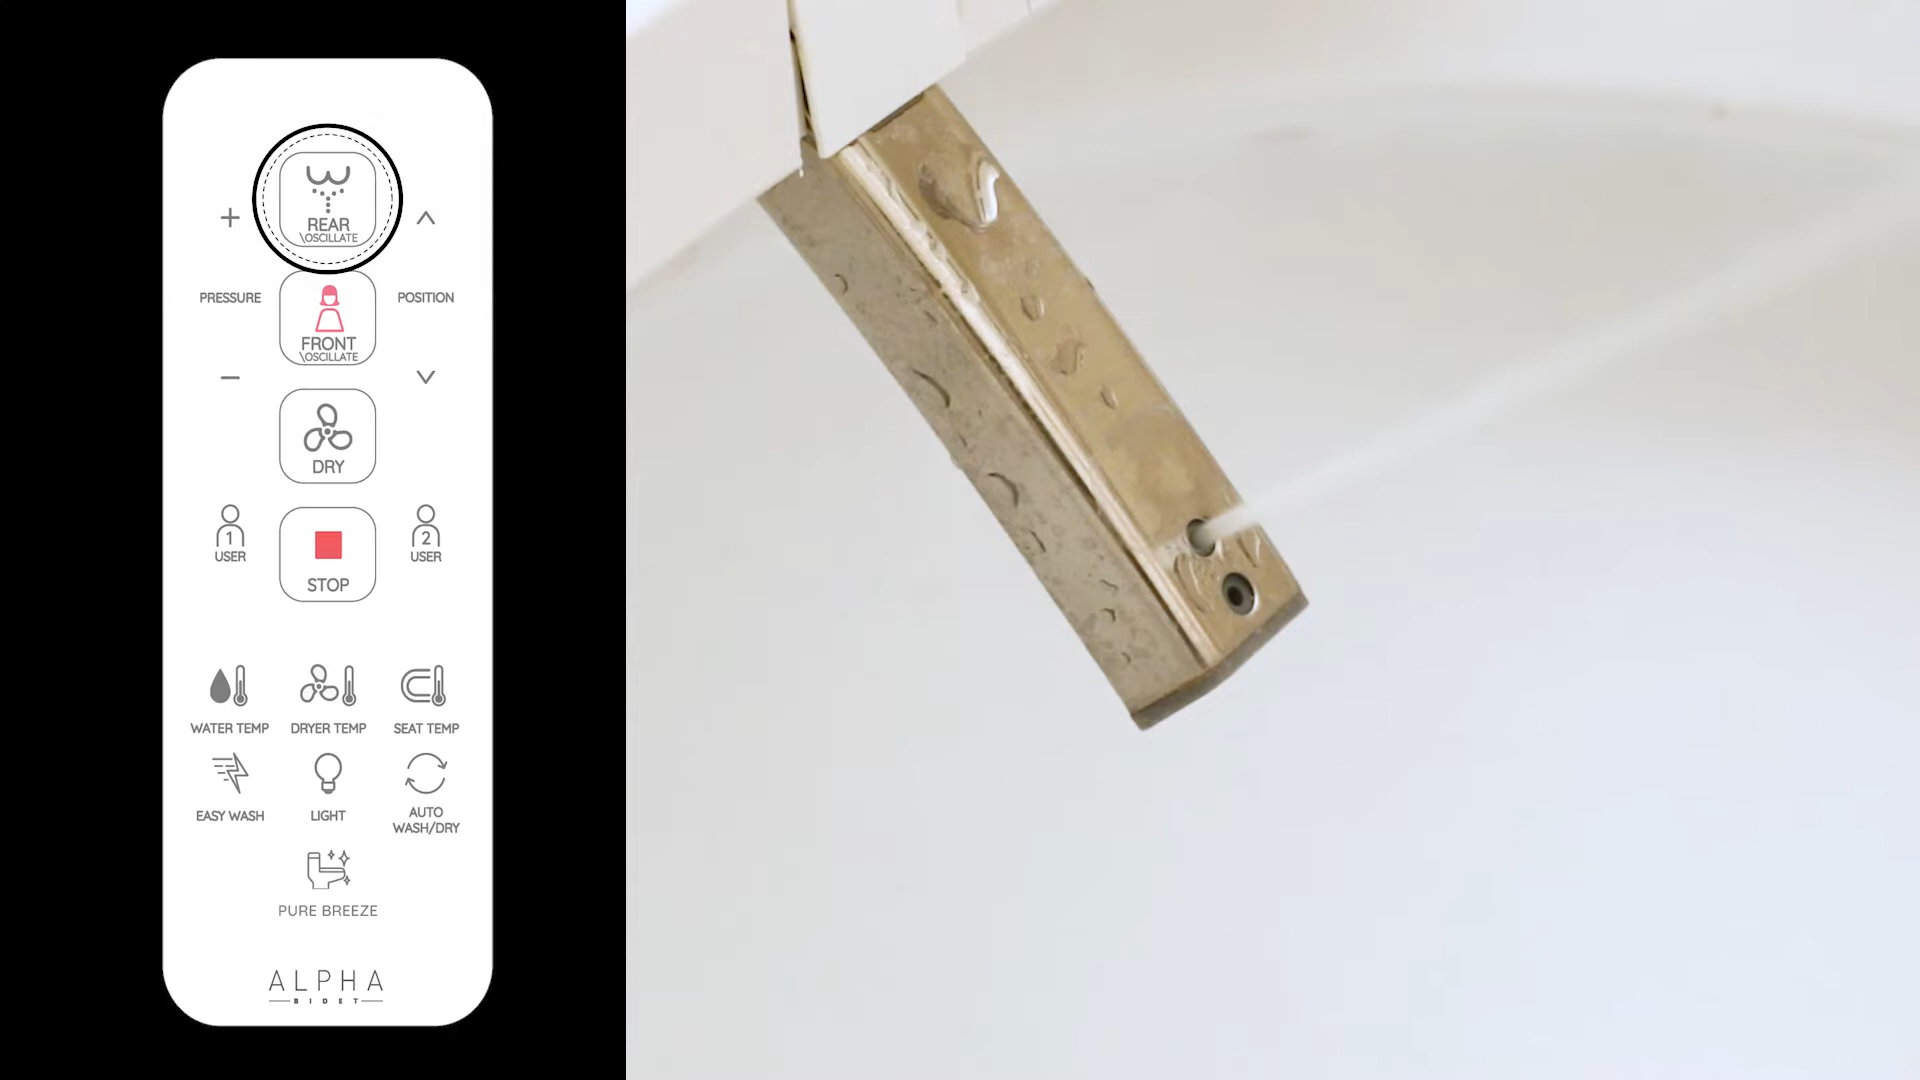 +
REAR
\OSCILLATE
PRESSURE
POSITION
FRONT
\OSCILLATE
−
DRY
1
USER
2
USER
STOP
WATER TEMP
DRYER TEMP
SEAT TEMP
EASY WASH
LIGHT
AUTO
WASH/DRY
PURE BREEZE
ALPHA
BIDET